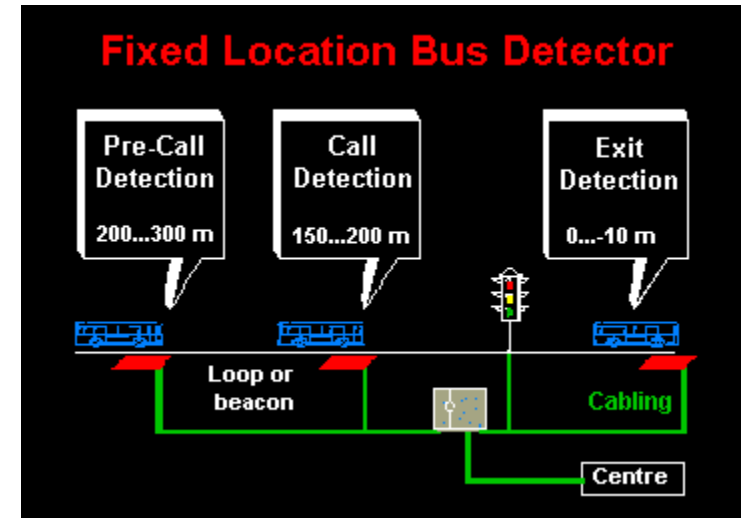 Fixed Location Bus Detector
Pre-Call
Detection
200...300 m
Call
Detection
150...200 m
Exit
Detection
0...-10 m
Loop or
beacon
Cabling
Centre